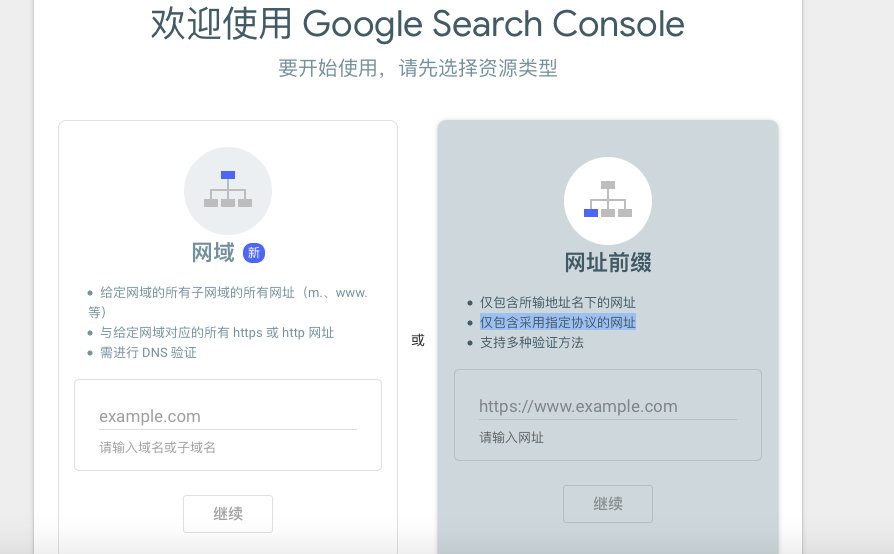 欢迎使用 Google Search Console
要开始使用，请先选择资源类型
网域 新
给定网域的所有子网域的所有网址（m.、www.
等）
与给定网域对应的所有 https 或 http 网址
需进行 DNS 验证
example.com
请输入域名或子域名
继续
或
网址前缀
仅包含所输地址名下的网址
仅包含采用指定协议的网址
支持多种验证方法
https://www.example.com
请输入网址
继续